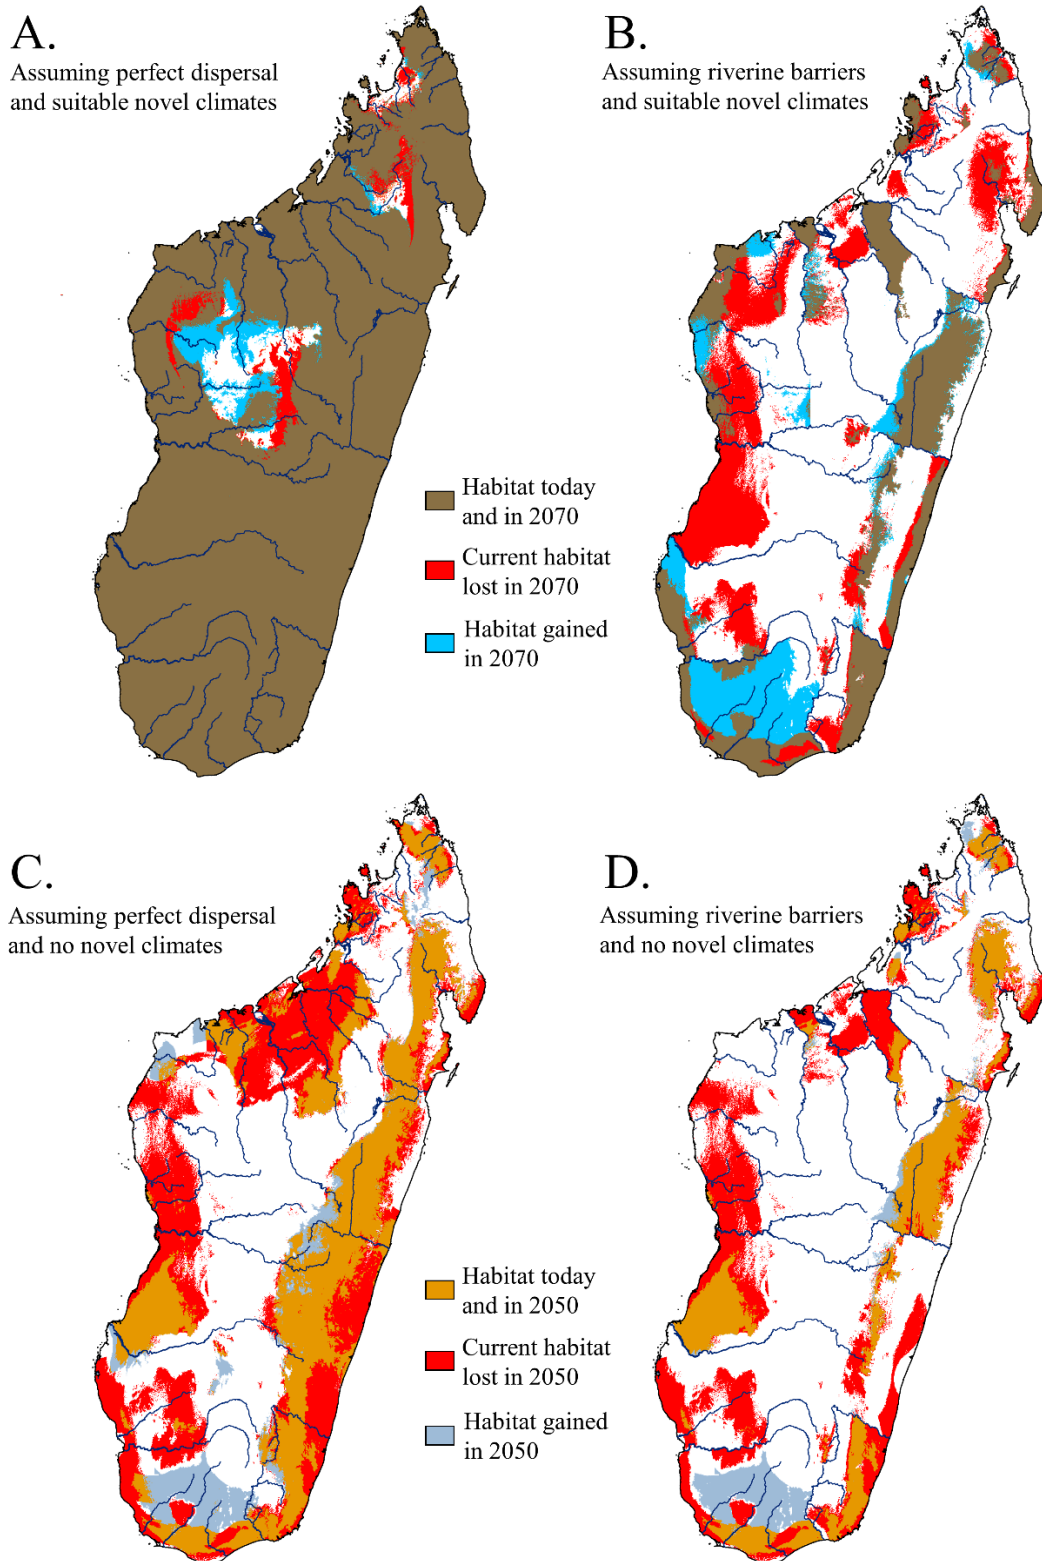 A.
Assuming perfect dispersal
and suitable novel climates
B.
Assuming riverine barriers
and suitable novel climates
Habitat today
and in 2070
Current habitat
lost in 2070
Habitat gained
in 2070
C.
Assuming perfect dispersal
and no novel climates
D.
Assuming riverine barriers
and no novel climates
Habitat today
and in 2050
Current habitat
lost in 2050
Habitat gained
in 2050